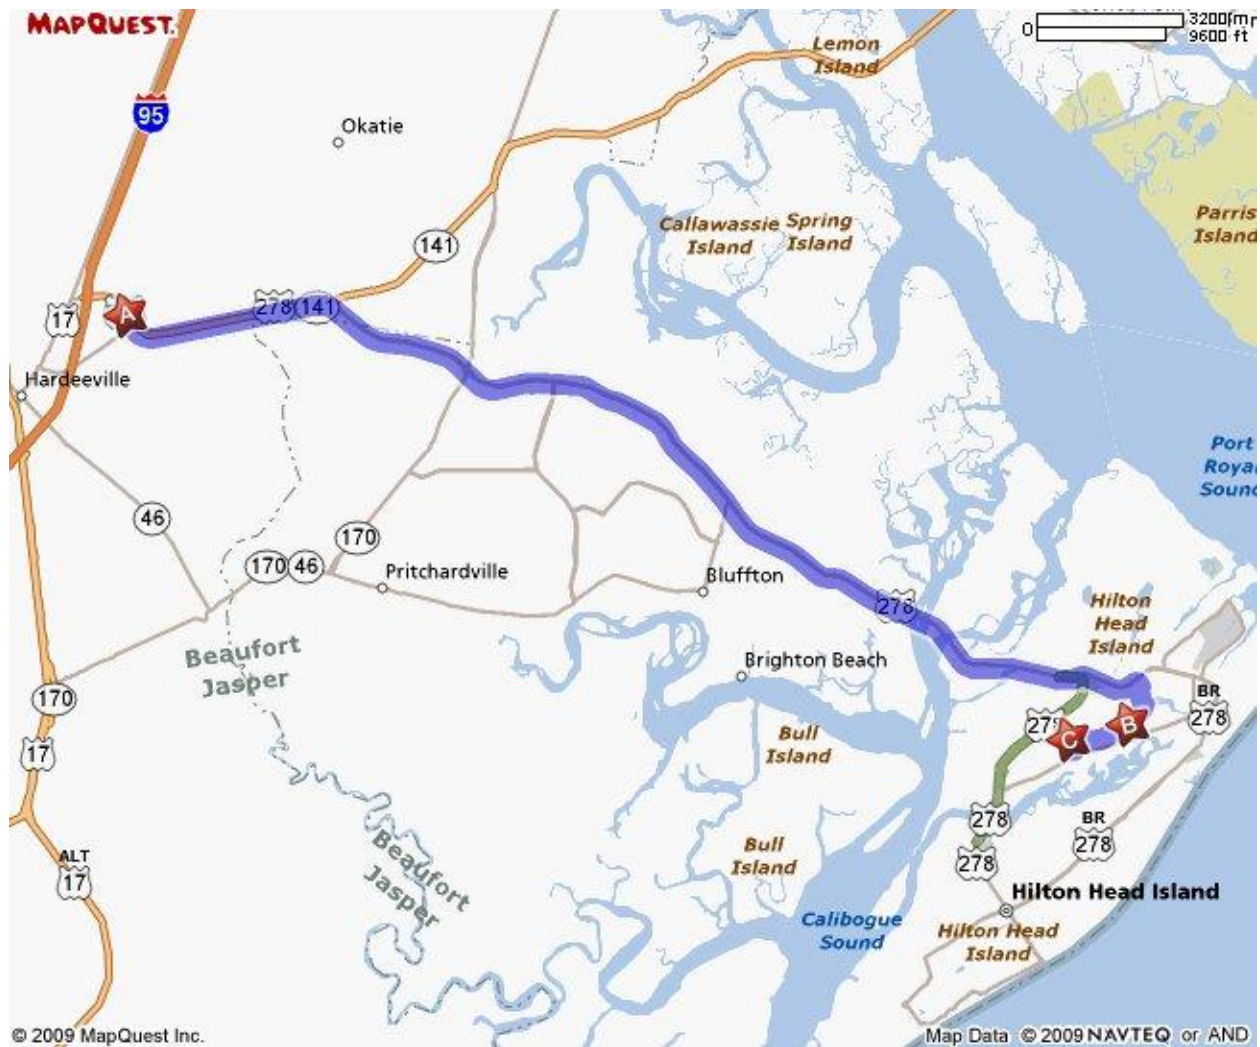 MAPQUEST.
0
3200
m
9600 ft
Lemon
Island
95
Okatie
Parris
Island
Callawassie
Island
Spring
Island
141
A
278
141
17
Hardeeville
Port
Royal
Sound
46
170
170
46
Pritchardville
Bluffton
278
Hilton
Head
Island
Beaufort
Jasper
Brighton Beach
170
BR
278
278
C
B
17
Bull
Island
278
BR
278
ALT
17
Bull
Island
278
Beaufort
Jasper
Hilton Head Island
Calibogue
Sound
Hilton Head
Island
© 2009 MapQuest Inc.
Map Data © 2009 NAVTEQ or AND